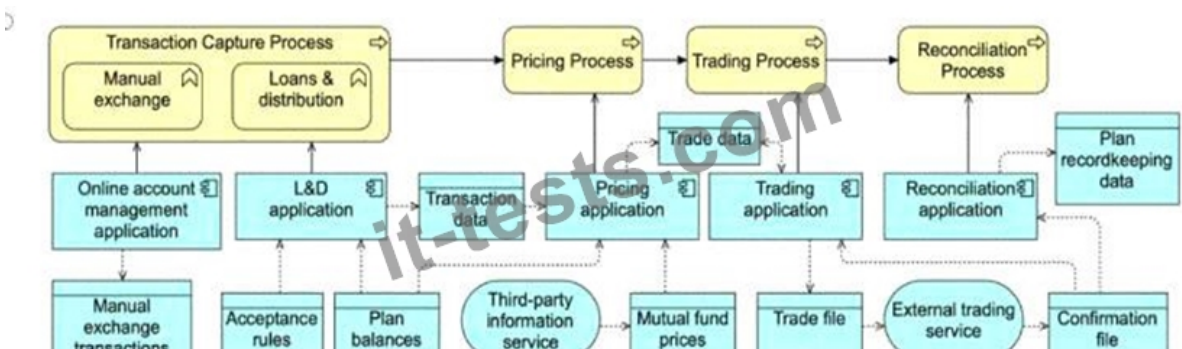 Transaction Capture Process
Manual
exchange
Loans &
distribution
Pricing Process
Trading Process
Reconciliation
Process
Trade data
Plan
recordkeeping
data
Online account
management
application
L&D
application
Transaction
data
Pricing
application
Trading
application
Reconciliation
application
Manual
exchange
transactions
Acceptance
rules
Plan
balances
Third-party
information
service
Mutual fund
prices
Trade file
External trading
service
Confirmation
file
it-tests.com